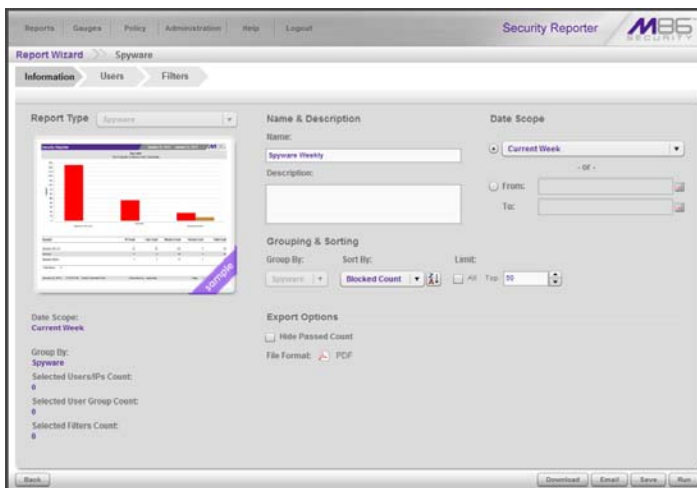 Reports Gauges Policy Administration Help Logout
Security Reporter
M86
SECURITY
Report Wizard Spyware
Information Users Filters
Report Type Spyware
sample
Date Scope:
Current Week
Group By:
Spyware
Selected Users/IPs Count:
0
Selected User Group Count:
0
Selected Filters Count:
0
Name & Description
Name:
Spyware Weekly
Description:
Grouping & Sorting
Group By: Sort By: Limit:
Spyware Blocked Count All Top 50
Export Options
Hide Passed Count
File Format: PDF
Date Scope
Current Week
- or -
From:
To:
Back Download Email Save Run